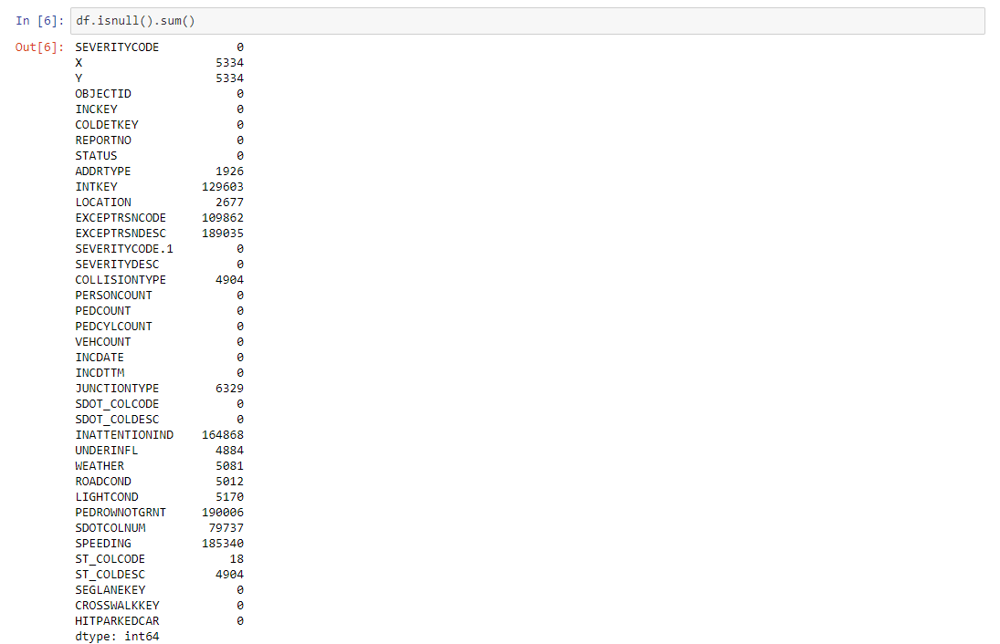 In [6]: df.isnull().sum()
Out[6]: SEVERITYCODE 0
X 5334
Y 5334
OBJECTID 0
INCKEY 0
COLDETKEY 0
REPORTNO 0
STATUS 0
ADDRTYPE 1926
INTKEY 129603
LOCATION 2677
EXCEPTRSNCODE 109862
EXCEPTRSNDESC 189035
SEVERITYCODE.1 0
SEVERITYDESC 0
COLLISIONTYPE 4904
PERSONCOUNT 0
PEDCOUNT 0
PEDCYLCOUNT 0
VEHCOUNT 0
INCDATE 0
INCDTTM 0
JUNCTIONTYPE 6329
SDOT_COLCODE 0
SDOT_COLDESC 0
INATTENTIONIND 164868
UNDERINFL 4884
WEATHER 5081
ROADCOND 5012
LIGHTCOND 5170
PEDROWNOTGRNT 190006
SDOTCOLNUM 79737
SPEEDING 185340
ST_COLCODE 18
ST_COLDESC 4904
SEGLANEKEY 0
CROSSWALKKEY 0
HITPARKEDCAR 0
dtype: int64